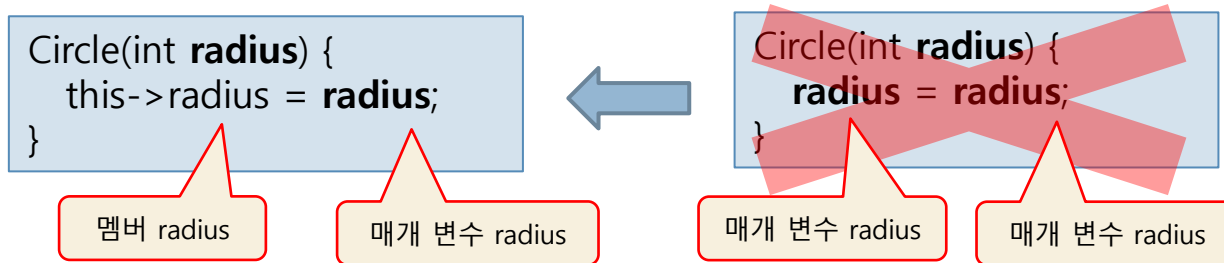 Circle(int radius) {
this->radius = radius;
}
멤버 radius
매개 변수 radius
Circle(int radius) {
radius = radius;
}
매개 변수 radius
매개 변수 radius